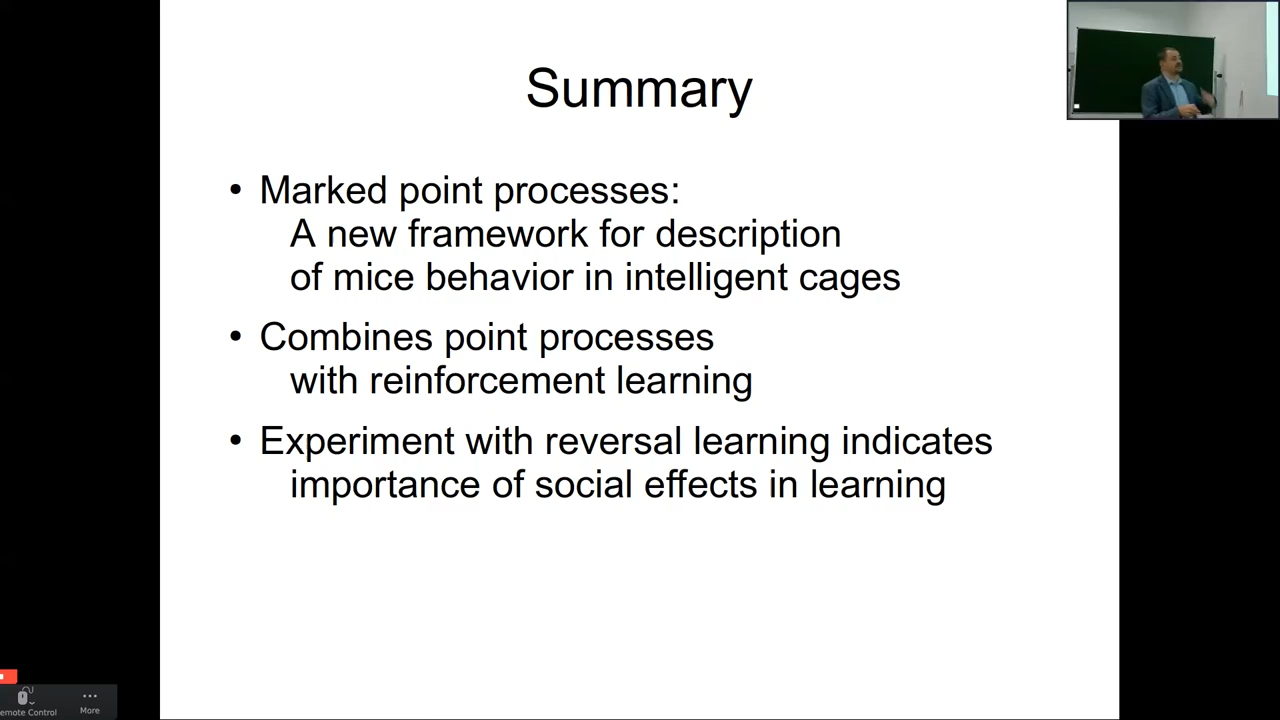 Summary
• Marked point processes:
A new framework for description
of mice behavior in intelligent cages
• Combines point processes
with reinforcement learning
• Experiment with reversal learning indicates
importance of social effects in learning
emote Control
More